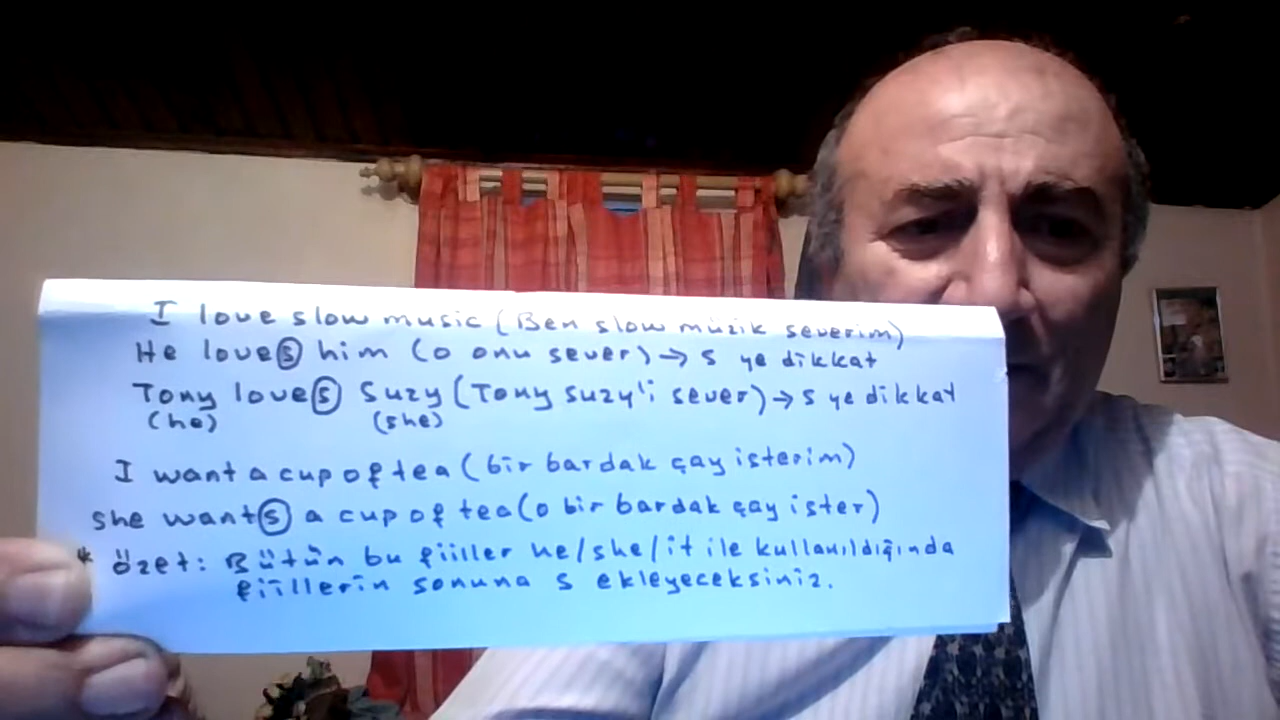 I love slow music (Ben slow müzik severim)
He loves him (o onu sever) → s ye dikkat
Tony loves Suzy (Tony suzy'i sever) → s ye dikkat
(he) (she)
I want a cup of tea (bir bardak çay isterim)
she wants a cup of tea (o bir bardak çay ister)
* özet: Bütün bu fiiller he/she/it ile kullanıldığında
fiillerin sonuna s ekleyeceksiniz.